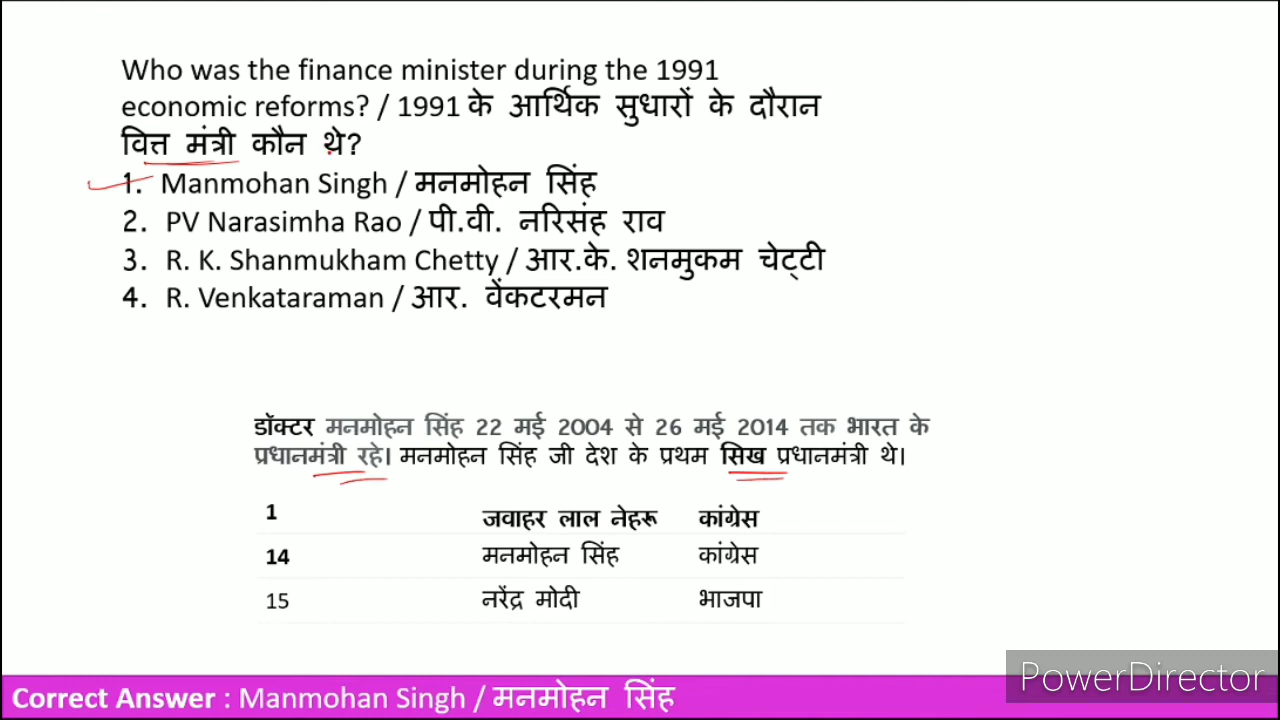 Who was the finance minister during the 1991
economic reforms? / 1991 के आर्थिक सुधारों के दौरान
वित्त मंत्री कौन थे?
1. Manmohan Singh / मनमोहन सिंह
2. PV Narasimha Rao / पी.वी. नरिसंह राव
3. R. K. Shanmukham Chetty / आर.के. शनमुकम चेट्टी
4. R. Venkataraman / आर. वेंकटरमन
डॉक्टर मनमोहन सिंह 22 मई 2004 से 26 मई 2014 तक भारत के
प्रधानमंत्री रहे। मनमोहन सिंह जी देश के प्रथम सिख प्रधानमंत्री थे।
1 जवाहर लाल नेहरू कांग्रेस
14 मनमोहन सिंह कांग्रेस
15 नरेंद्र मोदी भाजपा
PowerDirector
Correct Answer : Manmohan Singh / मनमोहन सिंह